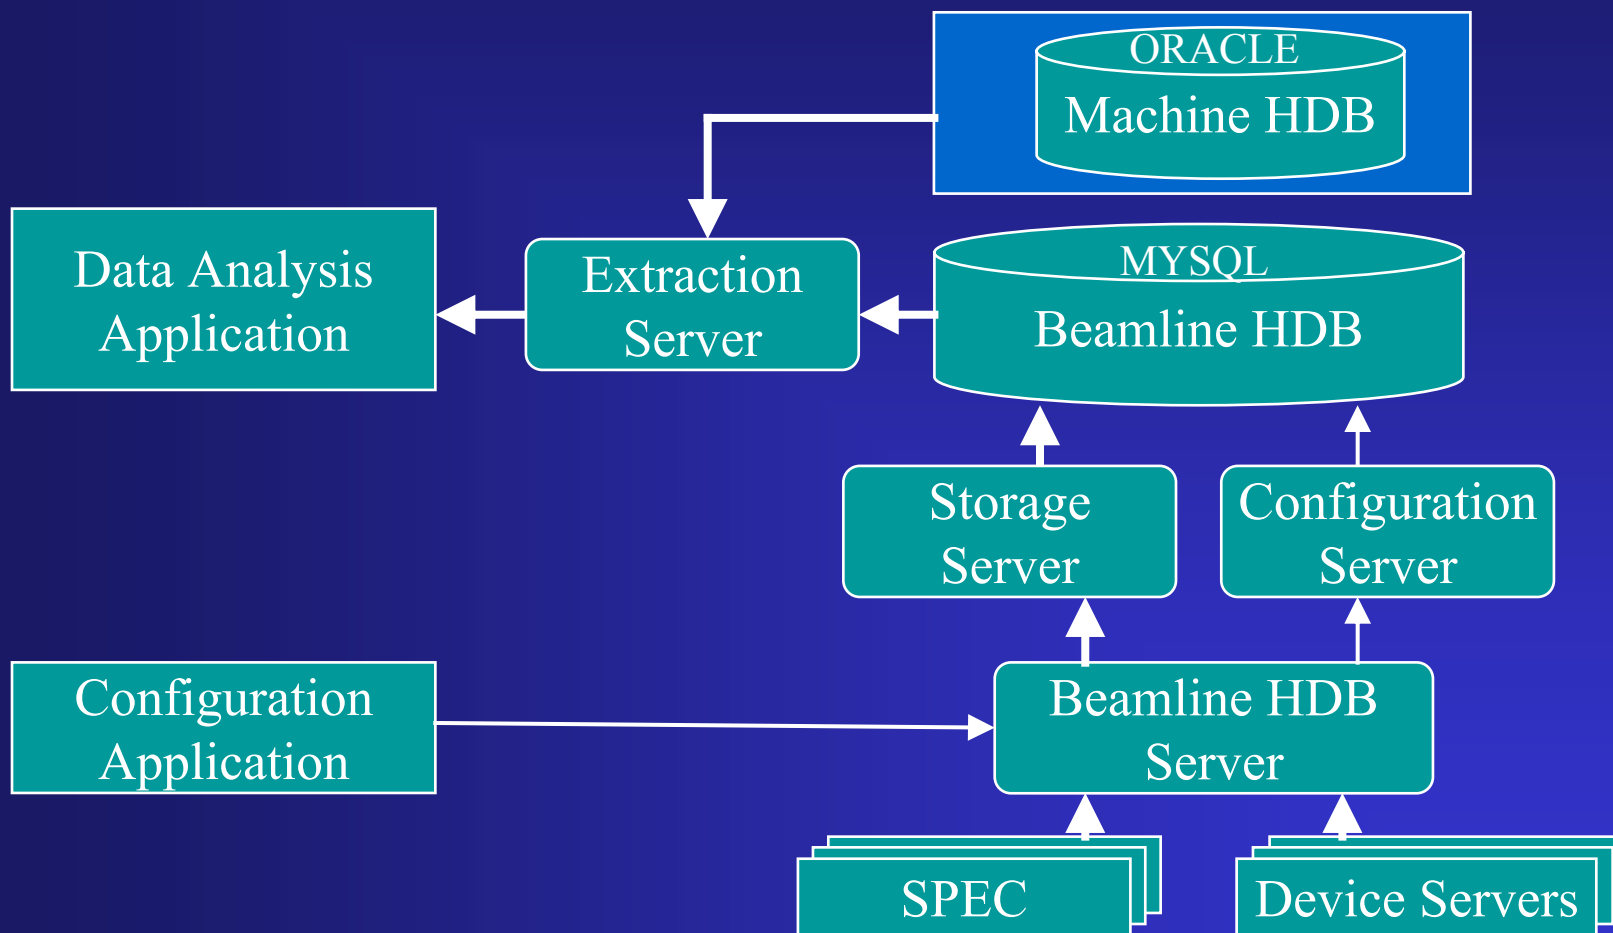 ORACLE
Machine HDB
Data Analysis
Application
Extraction
Server
MYSQL
Beamline HDB
Storage
Server
Configuration
Server
Configuration
Application
Beamline HDB
Server
SPEC
Device Servers